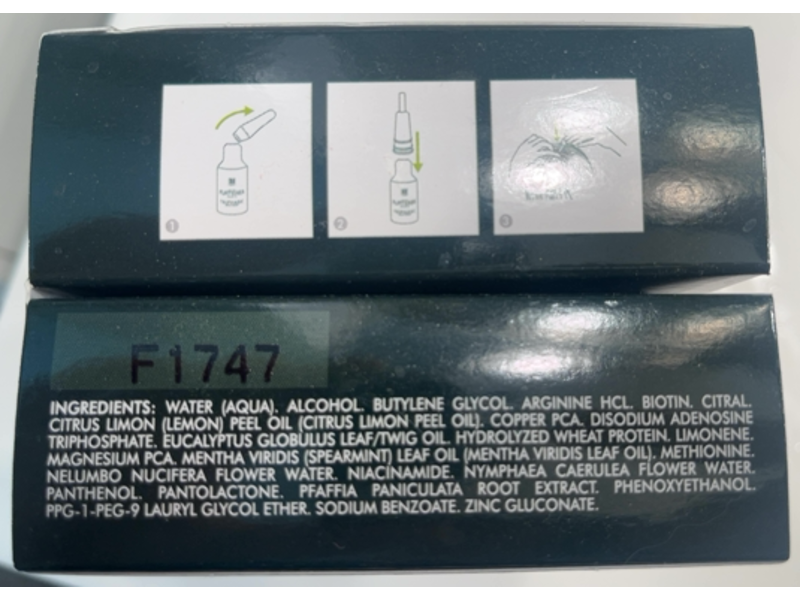 1
2
3
F1747
INGREDIENTS: WATER (AQUA). ALCOHOL. BUTYLENE GLYCOL. ARGININE HCL. BIOTIN. CITRAL.
CITRUS LIMON (LEMON) PEEL OIL (CITRUS LIMON PEEL OIL). COPPER PCA. DISODIUM ADENOSINE
TRIPHOSPHATE. EUCALYPTUS GLOBULUS LEAF/TWIG OIL. HYDROLYZED WHEAT PROTEIN. LIMONENE.
MAGNESIUM PCA. MENTHA VIRIDIS (SPEARMINT) LEAF OIL (MENTHA VIRIDIS LEAF OIL). METHIONINE.
NELUMBO NUCIFERA FLOWER WATER. NIACINAMIDE. NYMPHAEA CAERULEA FLOWER WATER.
PANTHENOL. PANTOLACTONE. PFAFFIA PANICULATA ROOT EXTRACT. PHENOXYETHANOL.
PPG-1-PEG-9 LAURYL GLYCOL ETHER. SODIUM BENZOATE. ZINC GLUCONATE.